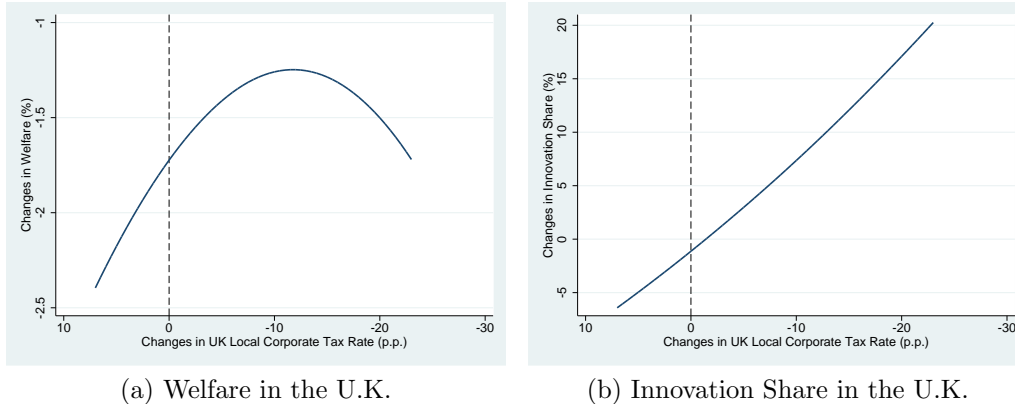 Changes in Welfare (%)
-1
-1.5
-2
-2.5
10 0 -10 -20 -30
Changes in UK Local Corporate Tax Rate (p.p.)
(a) Welfare in the U.K.
Changes in Innovation Share (%)
20
15
10
5
0
-5
10 0 -10 -20 -30
Changes in UK Local Corporate Tax Rate (p.p.)
(b) Innovation Share in the U.K.